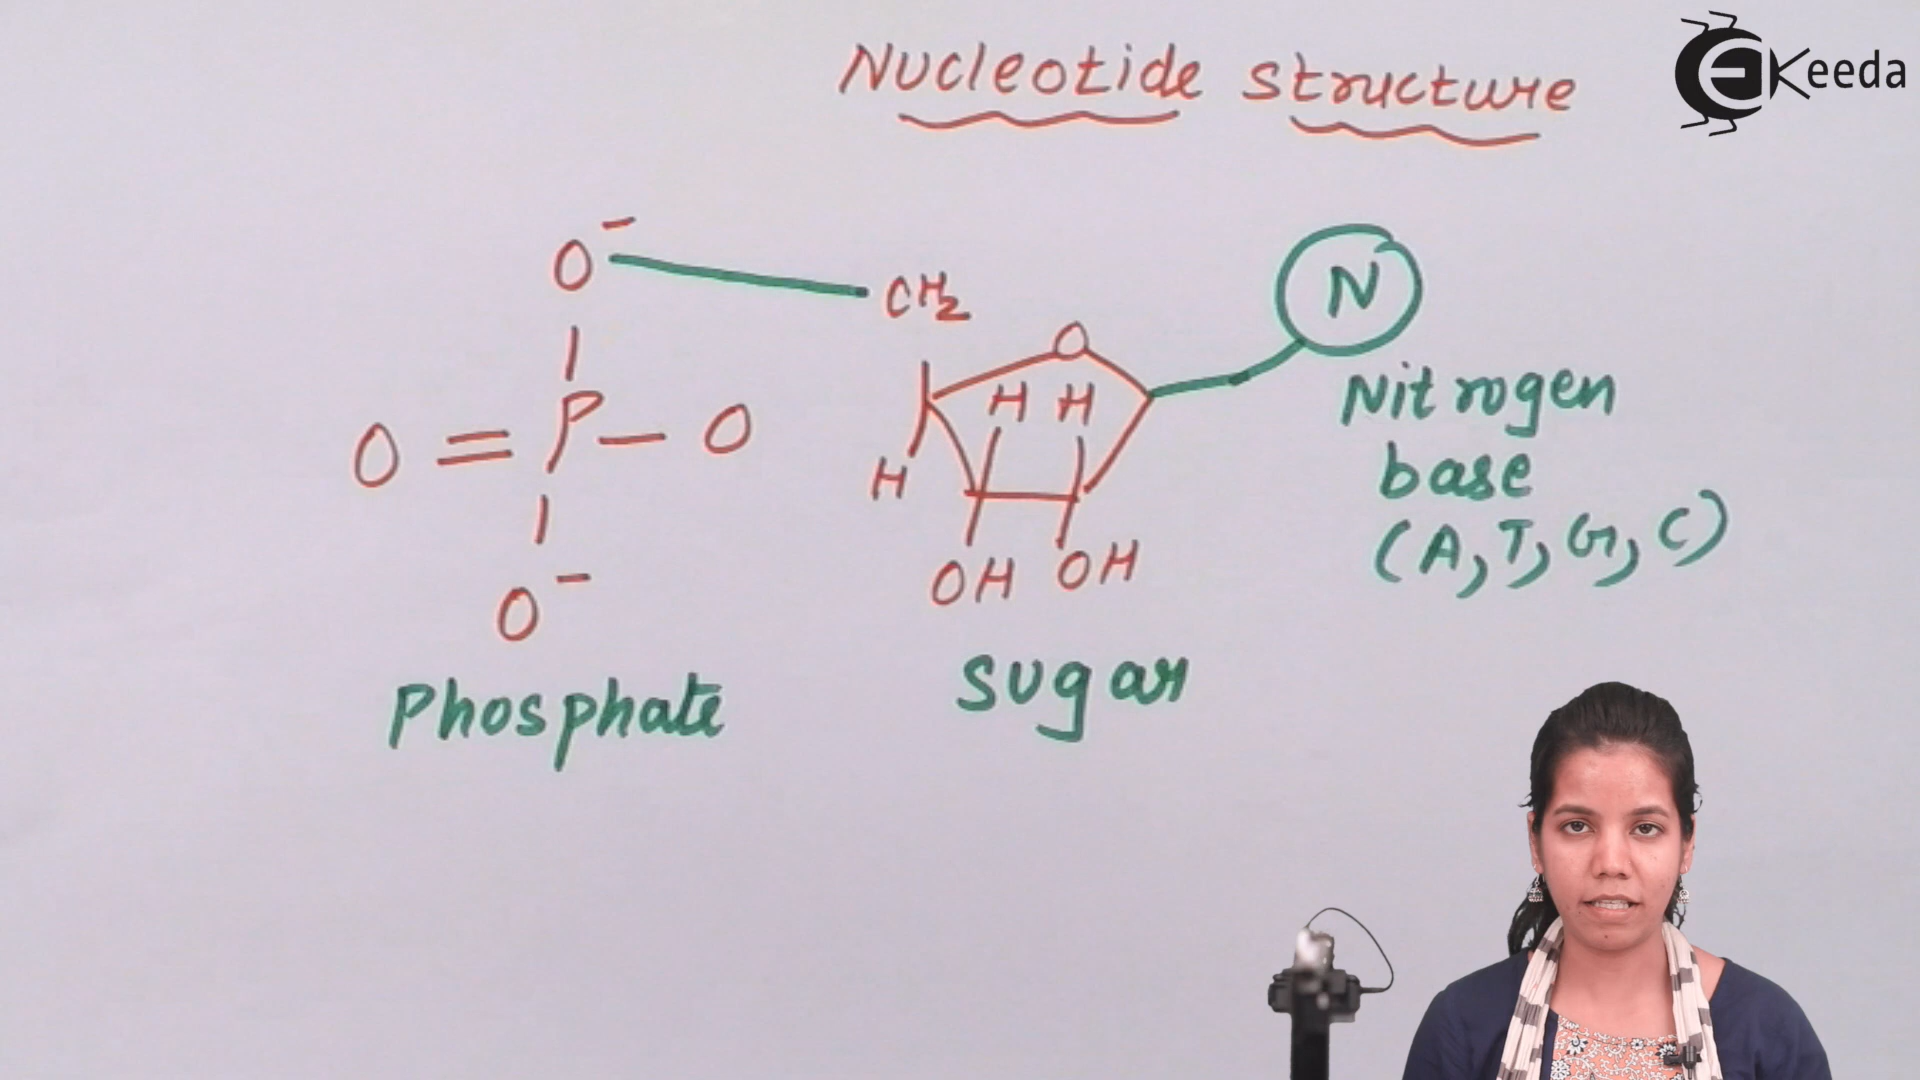 Nucleotide structure
Keeda
O⁻
CH₂
N
O
H H
O = P - O
H
Nitrogen
base
(A, T, G, C)
OH OH
O⁻
Phosphate
sugar